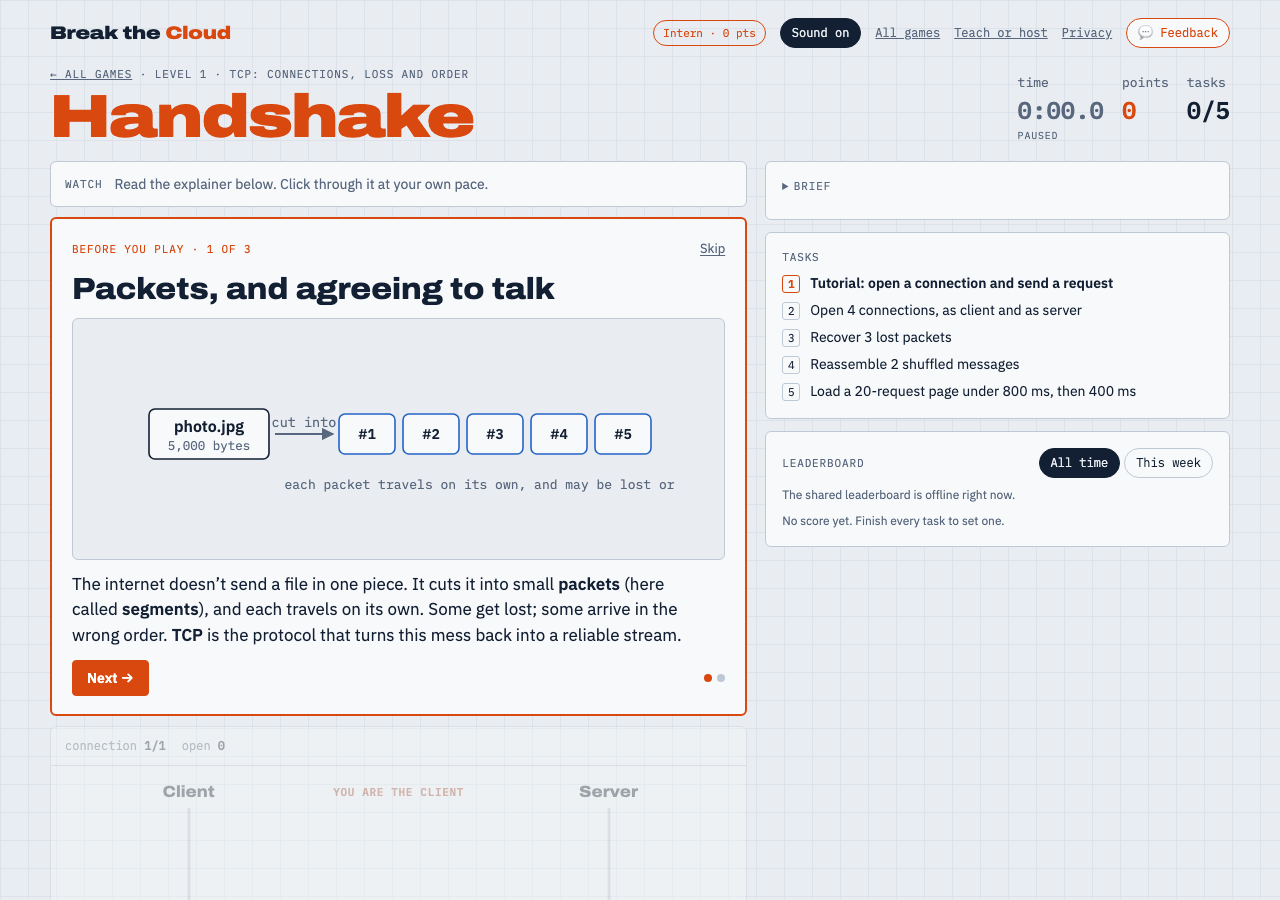 Break the Cloud
Intern · 0 pts
Sound on
All games
Teach or host
Privacy
💬 Feedback
← ALL GAMES · LEVEL 1 · TCP: CONNECTIONS, LOSS AND ORDER
Handshake
time
0:00.0
PAUSED
points
0
tasks
0/5
WATCH Read the explainer below. Click through it at your own pace.
BEFORE YOU PLAY · 1 OF 3
Skip
Packets, and agreeing to talk
photo.jpg
5,000 bytes
cut into
#1
#2
#3
#4
#5
each packet travels on its own, and may be lost or
The internet doesn’t send a file in one piece. It cuts it into small packets (here
called segments), and each travels on its own. Some get lost; some arrive in the
wrong order. TCP is the protocol that turns this mess back into a reliable stream.
Next →
connection 1/1 open 0
Client
YOU ARE THE CLIENT
Server
▶ BRIEF
TASKS
1 Tutorial: open a connection and send a request
2 Open 4 connections, as client and as server
3 Recover 3 lost packets
4 Reassemble 2 shuffled messages
5 Load a 20-request page under 800 ms, then 400 ms
LEADERBOARD
All time
This week
The shared leaderboard is offline right now.
No score yet. Finish every task to set one.